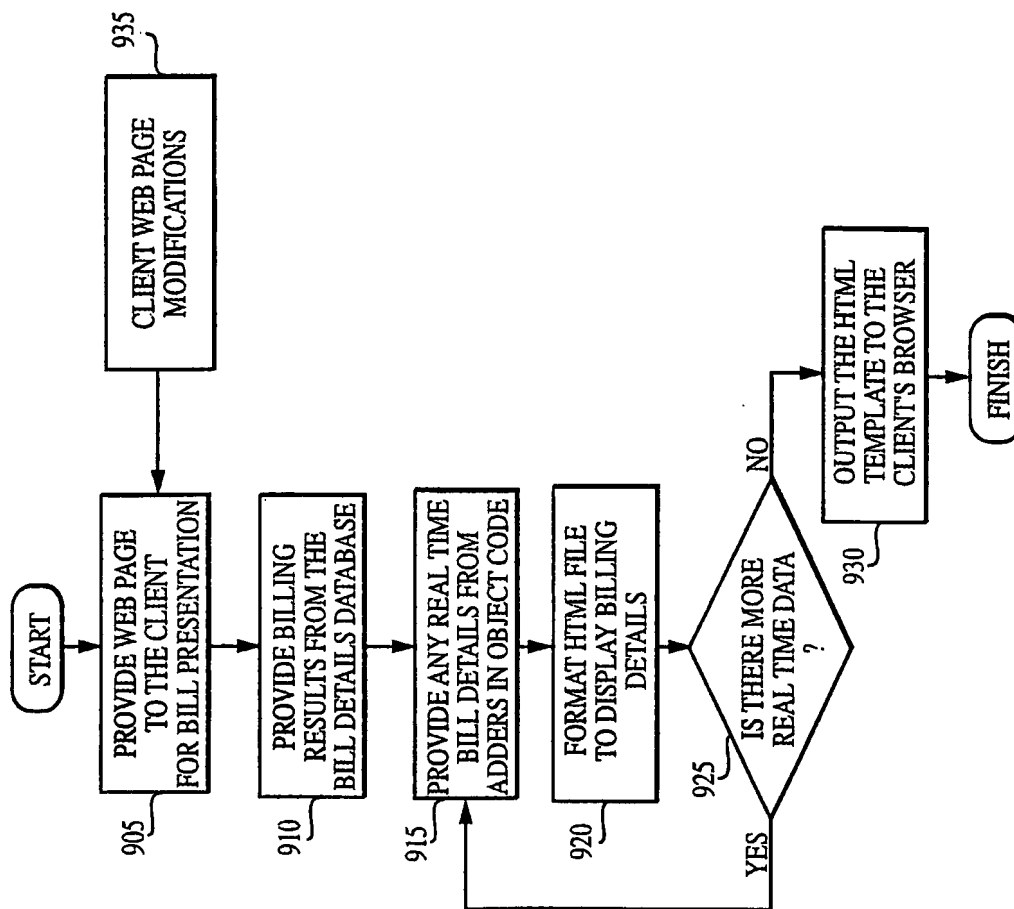 START
PROVIDE WEB PAGE
TO THE CLIENT
FOR BILL PRESENTATION
905
CLIENT WEB PAGE
MODIFICATIONS
935
PROVIDE BILLING
RESULTS FROM THE
BILL DETAILS DATABASE
910
PROVIDE ANY REAL TIME
BILL DETAILS FROM
ADDERS IN OBJECT CODE
915
FORMAT HTML FILE
TO DISPLAY BILLING
DETAILS
920
IS THERE MORE
REAL TIME DATA
?
925
YES
NO
OUTPUT THE HTML
TEMPLATE TO THE
CLIENT'S BROWSER
930
FINISH